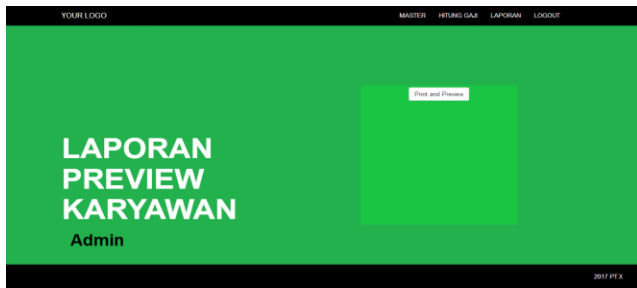 YOUR LOGO
MASTER HITUNG GAJI LAPORAN LOGOUT
Print and Preview
LAPORAN
PREVIEW
KARYAWAN
Admin
2017 PT.X